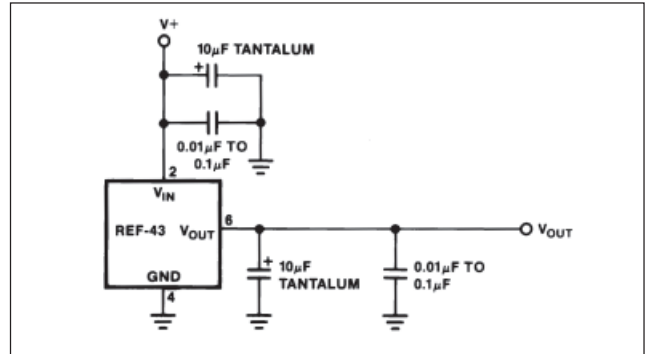 V+
10μF TANTALUM
+
0.01μF TO
0.1μF
2
VIN
REF-43 VOUT
6
VOUT
GND
4
+
10μF
TANTALUM
0.01μF TO
0.1μF